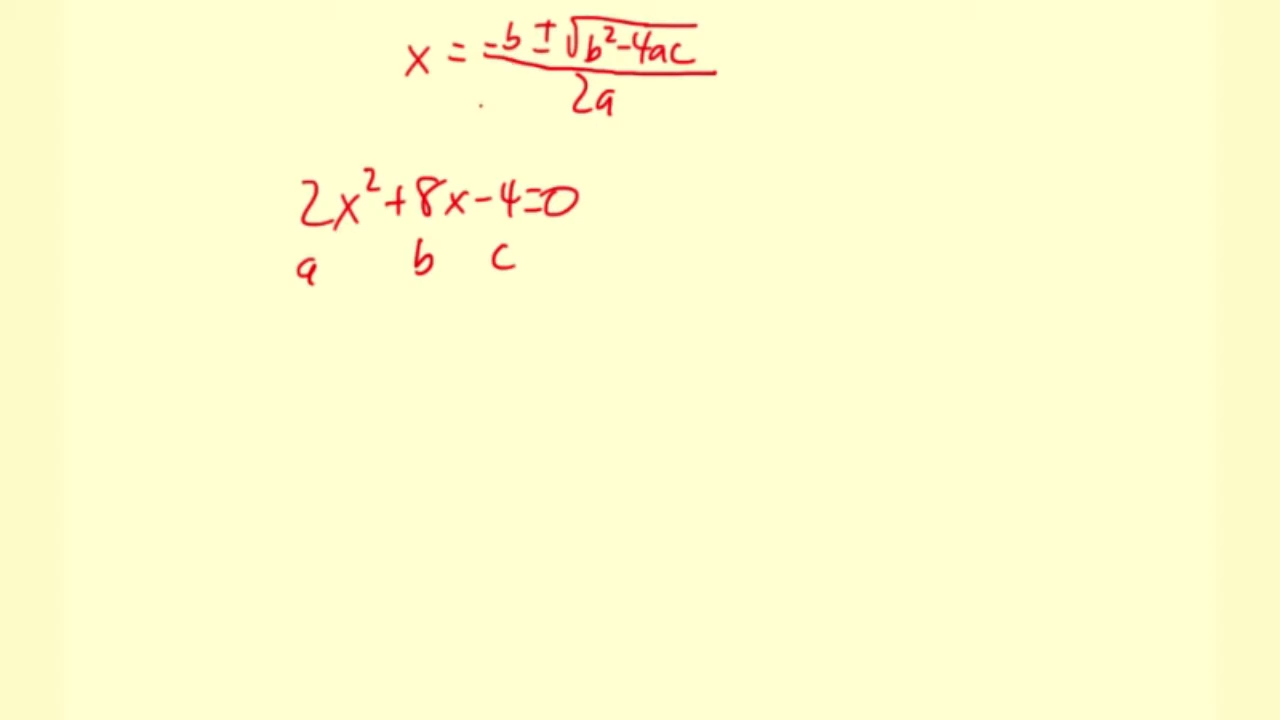 x = -b ± √b²-4ac / 2a
2x²+8x-4=0
a b c